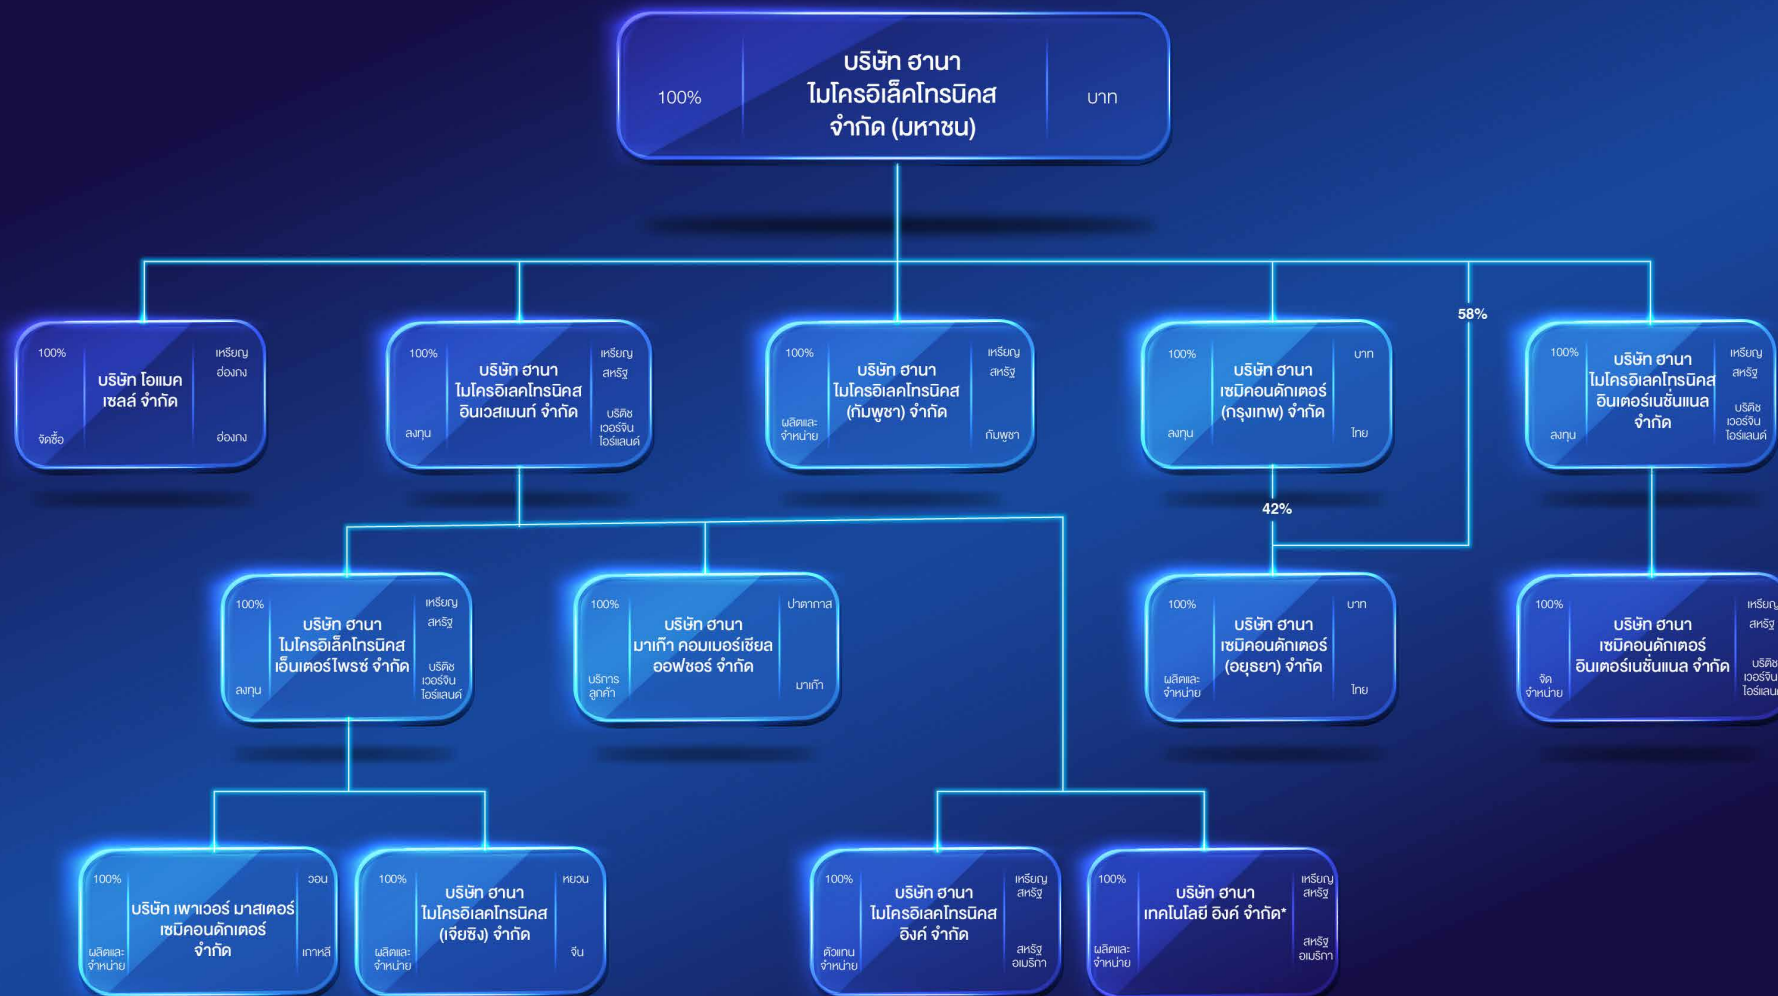 100%
บริษัท ฮานา
ไมโครอิเล็คโทรนิคส
จำกัด (มหาชน)
บาท
100%
บริษัท โอแมค
เซลล์ จำกัด
เหรียญ
ฮ่องกง
จัดซื้อ
ฮ่องกง
100%
บริษัท ฮานา
ไมโครอิเลคโทรนิคส
อินเวสเมนท์ จำกัด
เหรียญ
สหรัฐ
ลงทุน
บริติช
เวอร์จิน
ไอร์แลนด์
100%
บริษัท ฮานา
ไมโครอิเลคโทรนิคส
(กัมพูชา) จำกัด
เหรียญ
สหรัฐ
ผลิตและ
จำหน่าย
กัมพูชา
100%
บริษัท ฮานา
เซมิคอนดักเตอร์
(กรุงเทพ) จำกัด
บาท
ลงทุน
ไทย
58%
100%
บริษัท ฮานา
ไมโครอิเลคโทรนิคส
อินเตอร์เนชั่นแนล
จำกัด
เหรียญ
สหรัฐ
ลงทุน
บริติช
เวอร์จิน
ไอร์แลนด์
42%
100%
บริษัท ฮานา
ไมโครอิเล็คโทรนิคส
เอ็นเตอร์ไพรซ์ จำกัด
เหรียญ
สหรัฐ
ลงทุน
บริติช
เวอร์จิน
ไอร์แลนด์
100%
บริษัท ฮานา
มาเก๊า คอมเมอร์เชียล
ออฟชอร์ จำกัด
ปาตากาส
บริการ
ลูกค้า
มาเก๊า
100%
บริษัท ฮานา
เซมิคอนดักเตอร์
(อยุธยา) จำกัด
บาท
ผลิตและ
จำหน่าย
ไทย
100%
บริษัท ฮานา
เซมิคอนดักเตอร์
อินเตอร์เนชั่นแนล จำกัด
เหรียญ
สหรัฐ
จัด
จำหน่าย
บริติช
เวอร์จิน
ไอร์แลนด์
100%
บริษัท เพาเวอร์ มาสเตอร์
เซมิคอนดักเตอร์
จำกัด
วอน
ผลิตและ
จำหน่าย
เกาหลี
100%
บริษัท ฮานา
ไมโครอิเลคโทรนิคส
(เจียซิง) จำกัด
หยวน
ผลิตและ
จำหน่าย
จีน
100%
บริษัท ฮานา
ไมโครอิเลคโทรนิคส
อิงค์ จำกัด
เหรียญ
สหรัฐ
ตัวแทน
จำหน่าย
สหรัฐ
อเมริกา
100%
บริษัท ฮานา
เทคโนโลยี อิงค์ จำกัด*
เหรียญ
สหรัฐ
ผลิตและ
จำหน่าย
สหรัฐ
อเมริกา